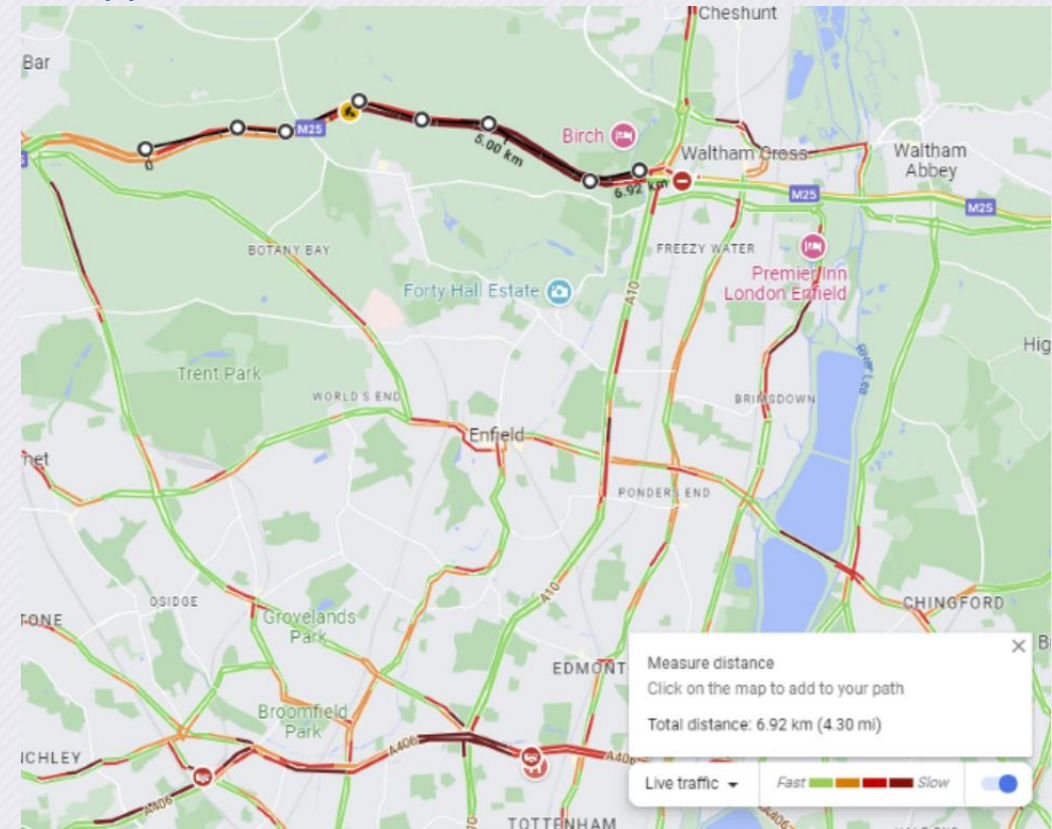 Cheshunt
Bar
M25
5.00 km
Birch
Waltham Cross
Waltham
Abbey
0
6.92 km
M25
M25
BOTANY BAY
FREEZY WATER
Forty Hall Estate
Premier Inn
London Enfield
A10
River Lea
Hig
Trent Park
WORLD'S END
BRIMSDOWN
Enfield
net
PONDERS END
OSIDGE
A10
CHINGFORD
TONE
Grovelands
Park
EDMONT
Measure distance
Click on the map to add to your path
Total distance: 6.92 km (4.30 mi)
Broomfield
Park
A406
A406
NCHLEY
Live traffic
Fast
Slow
A406
A406
TOTTENHAM